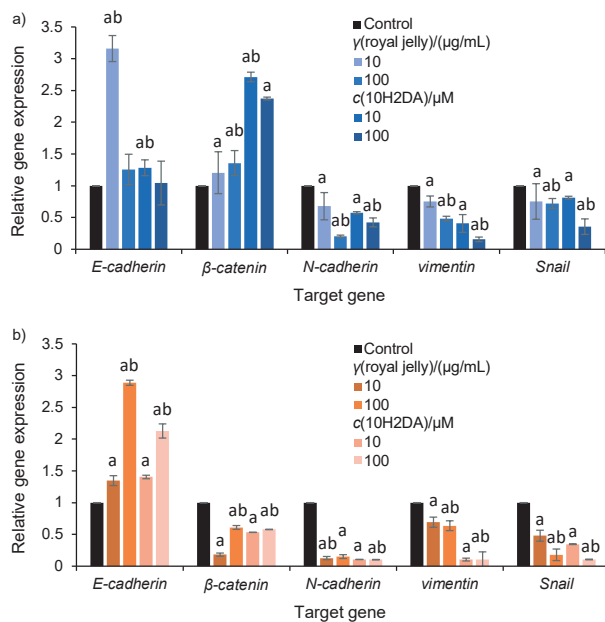 a)
Relative gene expression
3.5
3
2.5
2
1.5
1
0.5
0
Control
γ(royal jelly)/(μg/mL)
10
100
c(10H2DA)/μM
10
100
ab
ab
a
ab
ab
a
a
ab
a
ab
a
ab
a
ab
a
ab
a
ab
E-cadherin β-catenin N-cadherin vimentin Snail
Target gene
b)
Relative gene expression
3.5
3
2.5
2
1.5
1
0.5
0
Control
γ(royal jelly)/(μg/mL)
10
100
c(10H2DA)/μM
10
100
a
ab
a
ab
a
ab
a
ab
ab
a
a
ab
ab
ab
a
ab
a
ab
a
ab
E-cadherin β-catenin N-cadherin vimentin Snail
Target gene